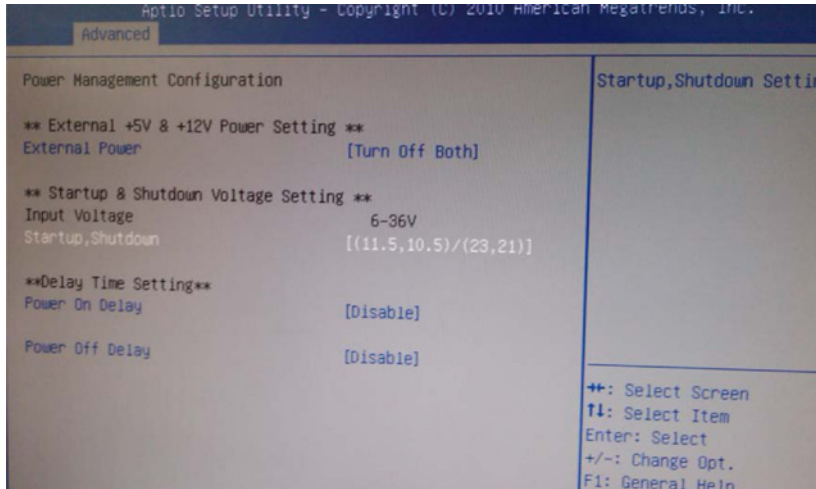 Aptio Setup Utility - Copyright (C) 2010 American Megatrends, Inc.
Advanced
Power Management Configuration
** External +5V & +12V Power Setting **
External Power [Turn Off Both]
** Startup & Shutdown Voltage Setting **
Input Voltage 6-36V
Startup,Shutdown [(11.5,10.5)/(23,21)]
**Delay Time Setting**
Power On Delay [Disable]
Power Off Delay [Disable]
Startup,Shutdown Settin
→←: Select Screen
↑↓: Select Item
Enter: Select
+/-: Change Opt.
F1: General Help